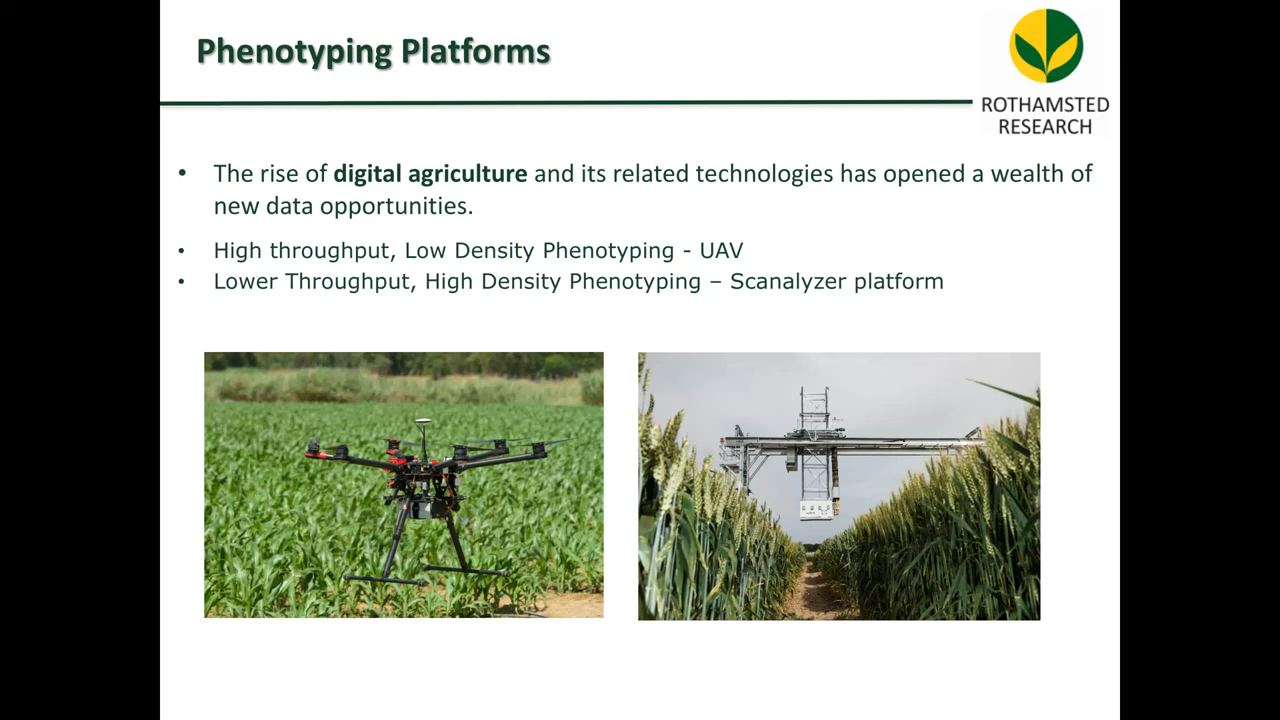 Phenotyping Platforms
ROTHAMSTED
RESEARCH
• The rise of digital agriculture and its related technologies has opened a wealth of
new data opportunities.
• High throughput, Low Density Phenotyping - UAV
• Lower Throughput, High Density Phenotyping – Scanalyzer platform